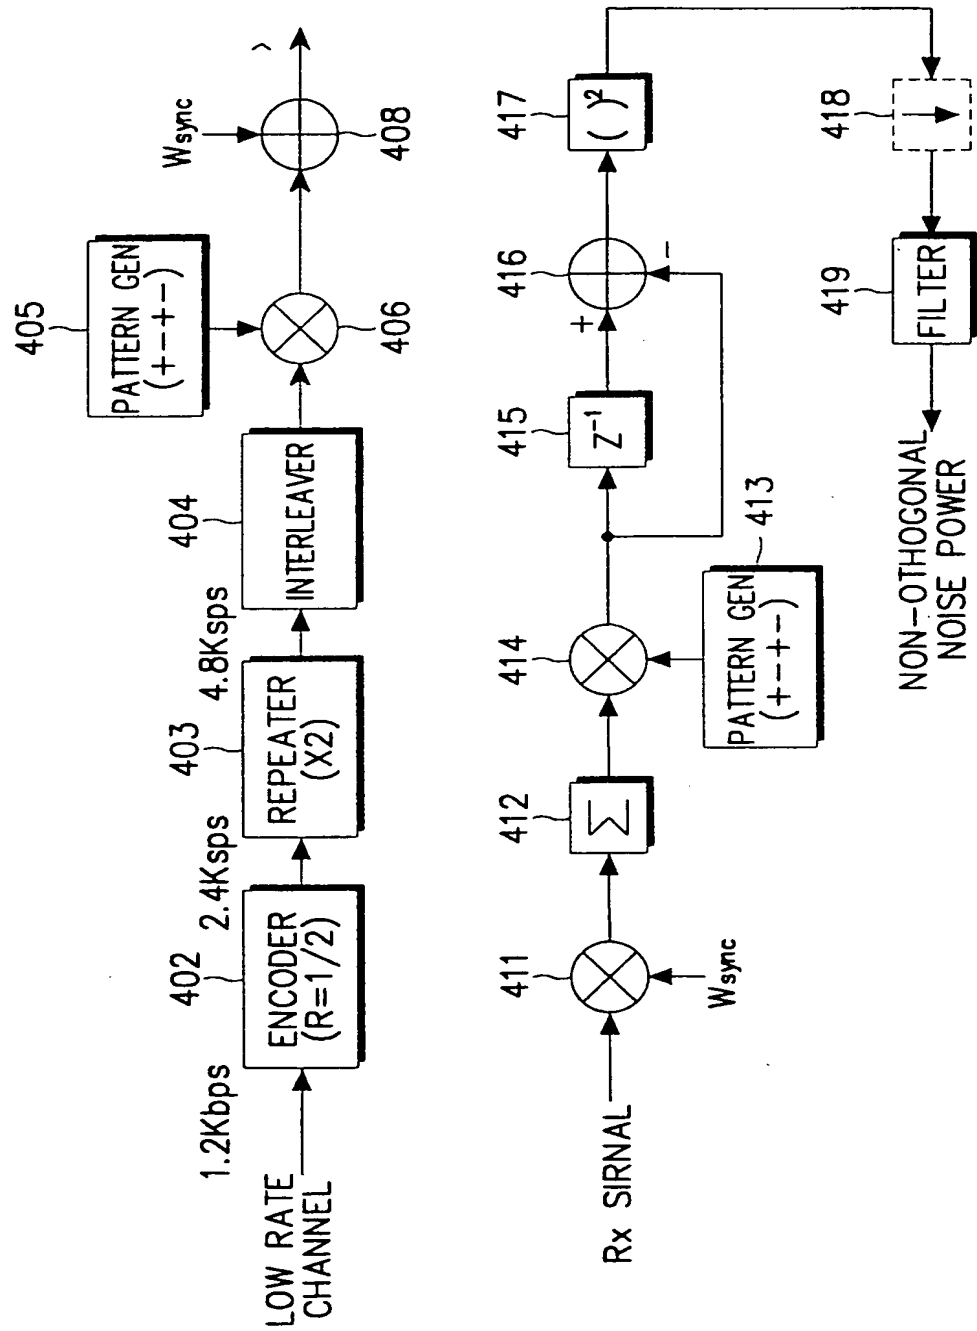 LOW RATE
CHANNEL
1.2Kbps
402
ENCODER
(R=1/2)
2.4Ksps
403
REPEATER
(X2)
4.8Ksps
404
INTERLEAVER
405
PATTERN GEN
(+--+-)
406
Wsync
408
Rx SIRNAL
411
Wsync
412
Σ
414
PATTERN GEN
(+--+-)
413
415
Z⁻¹
+
416
-
417
( )²
418
419
FILTER
NON-OTHOGONAL
NOISE POWER